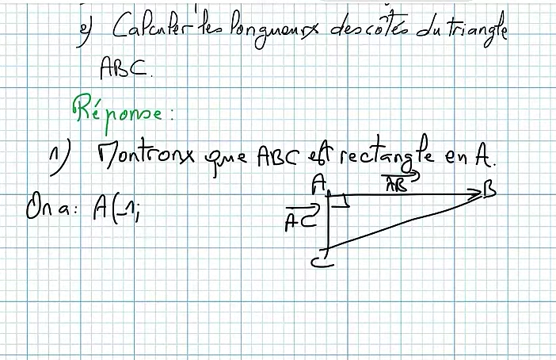 2) Calculer les longueurs des côtés du triangle
ABC.
Réponse :
1) Montrons que ABC est rectangle en A.
A AB B
On a : A(-1;
AC
C